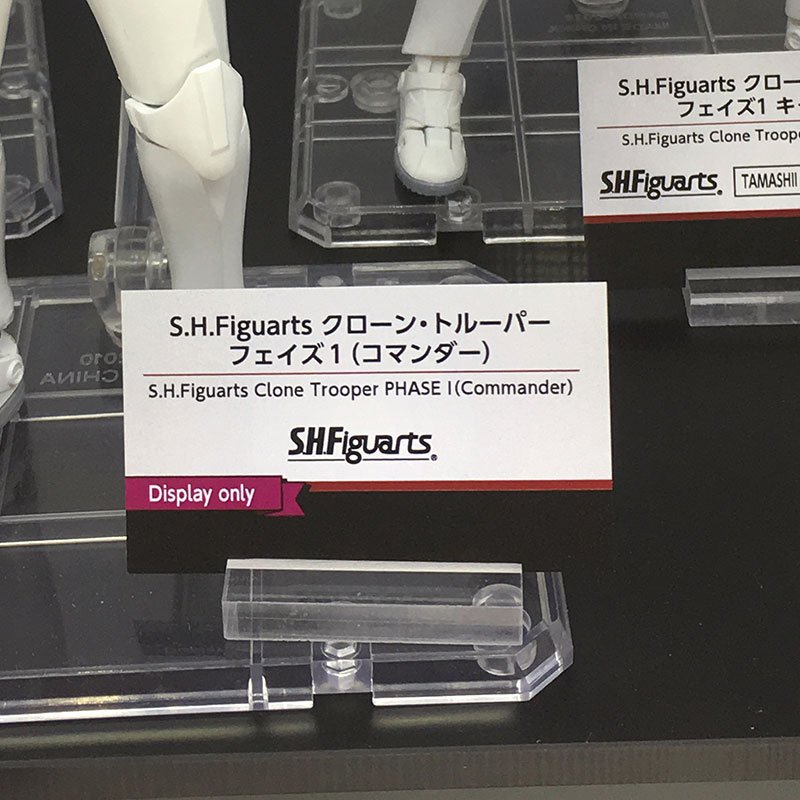 S.H.Figuarts クローン・トルーパー
フェイズ1(コマンダー)
S.H.Figuarts Clone Trooper PHASE I(Commander)
S.H.Figuarts®
Display only
S.H.Figuarts クロー
フェイズ1 キ
S.H.Figuarts Clone Troope
S.H.Figuarts®
TAMASHII
CHINA